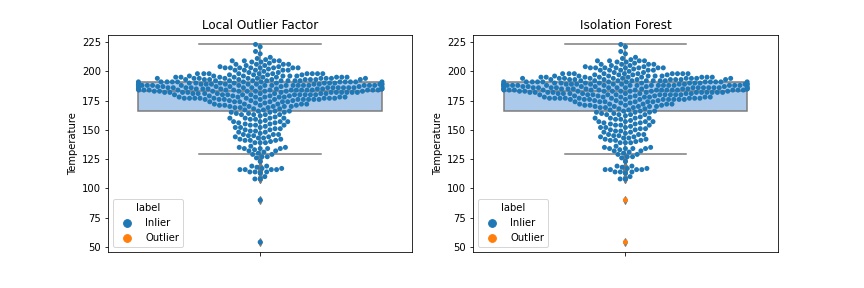 Local Outlier Factor
225
200
175
150
125
100
75
50
Temperature
label
Inlier
Outlier
Isolation Forest
225
200
175
150
125
100
75
50
Temperature
label
Inlier
Outlier